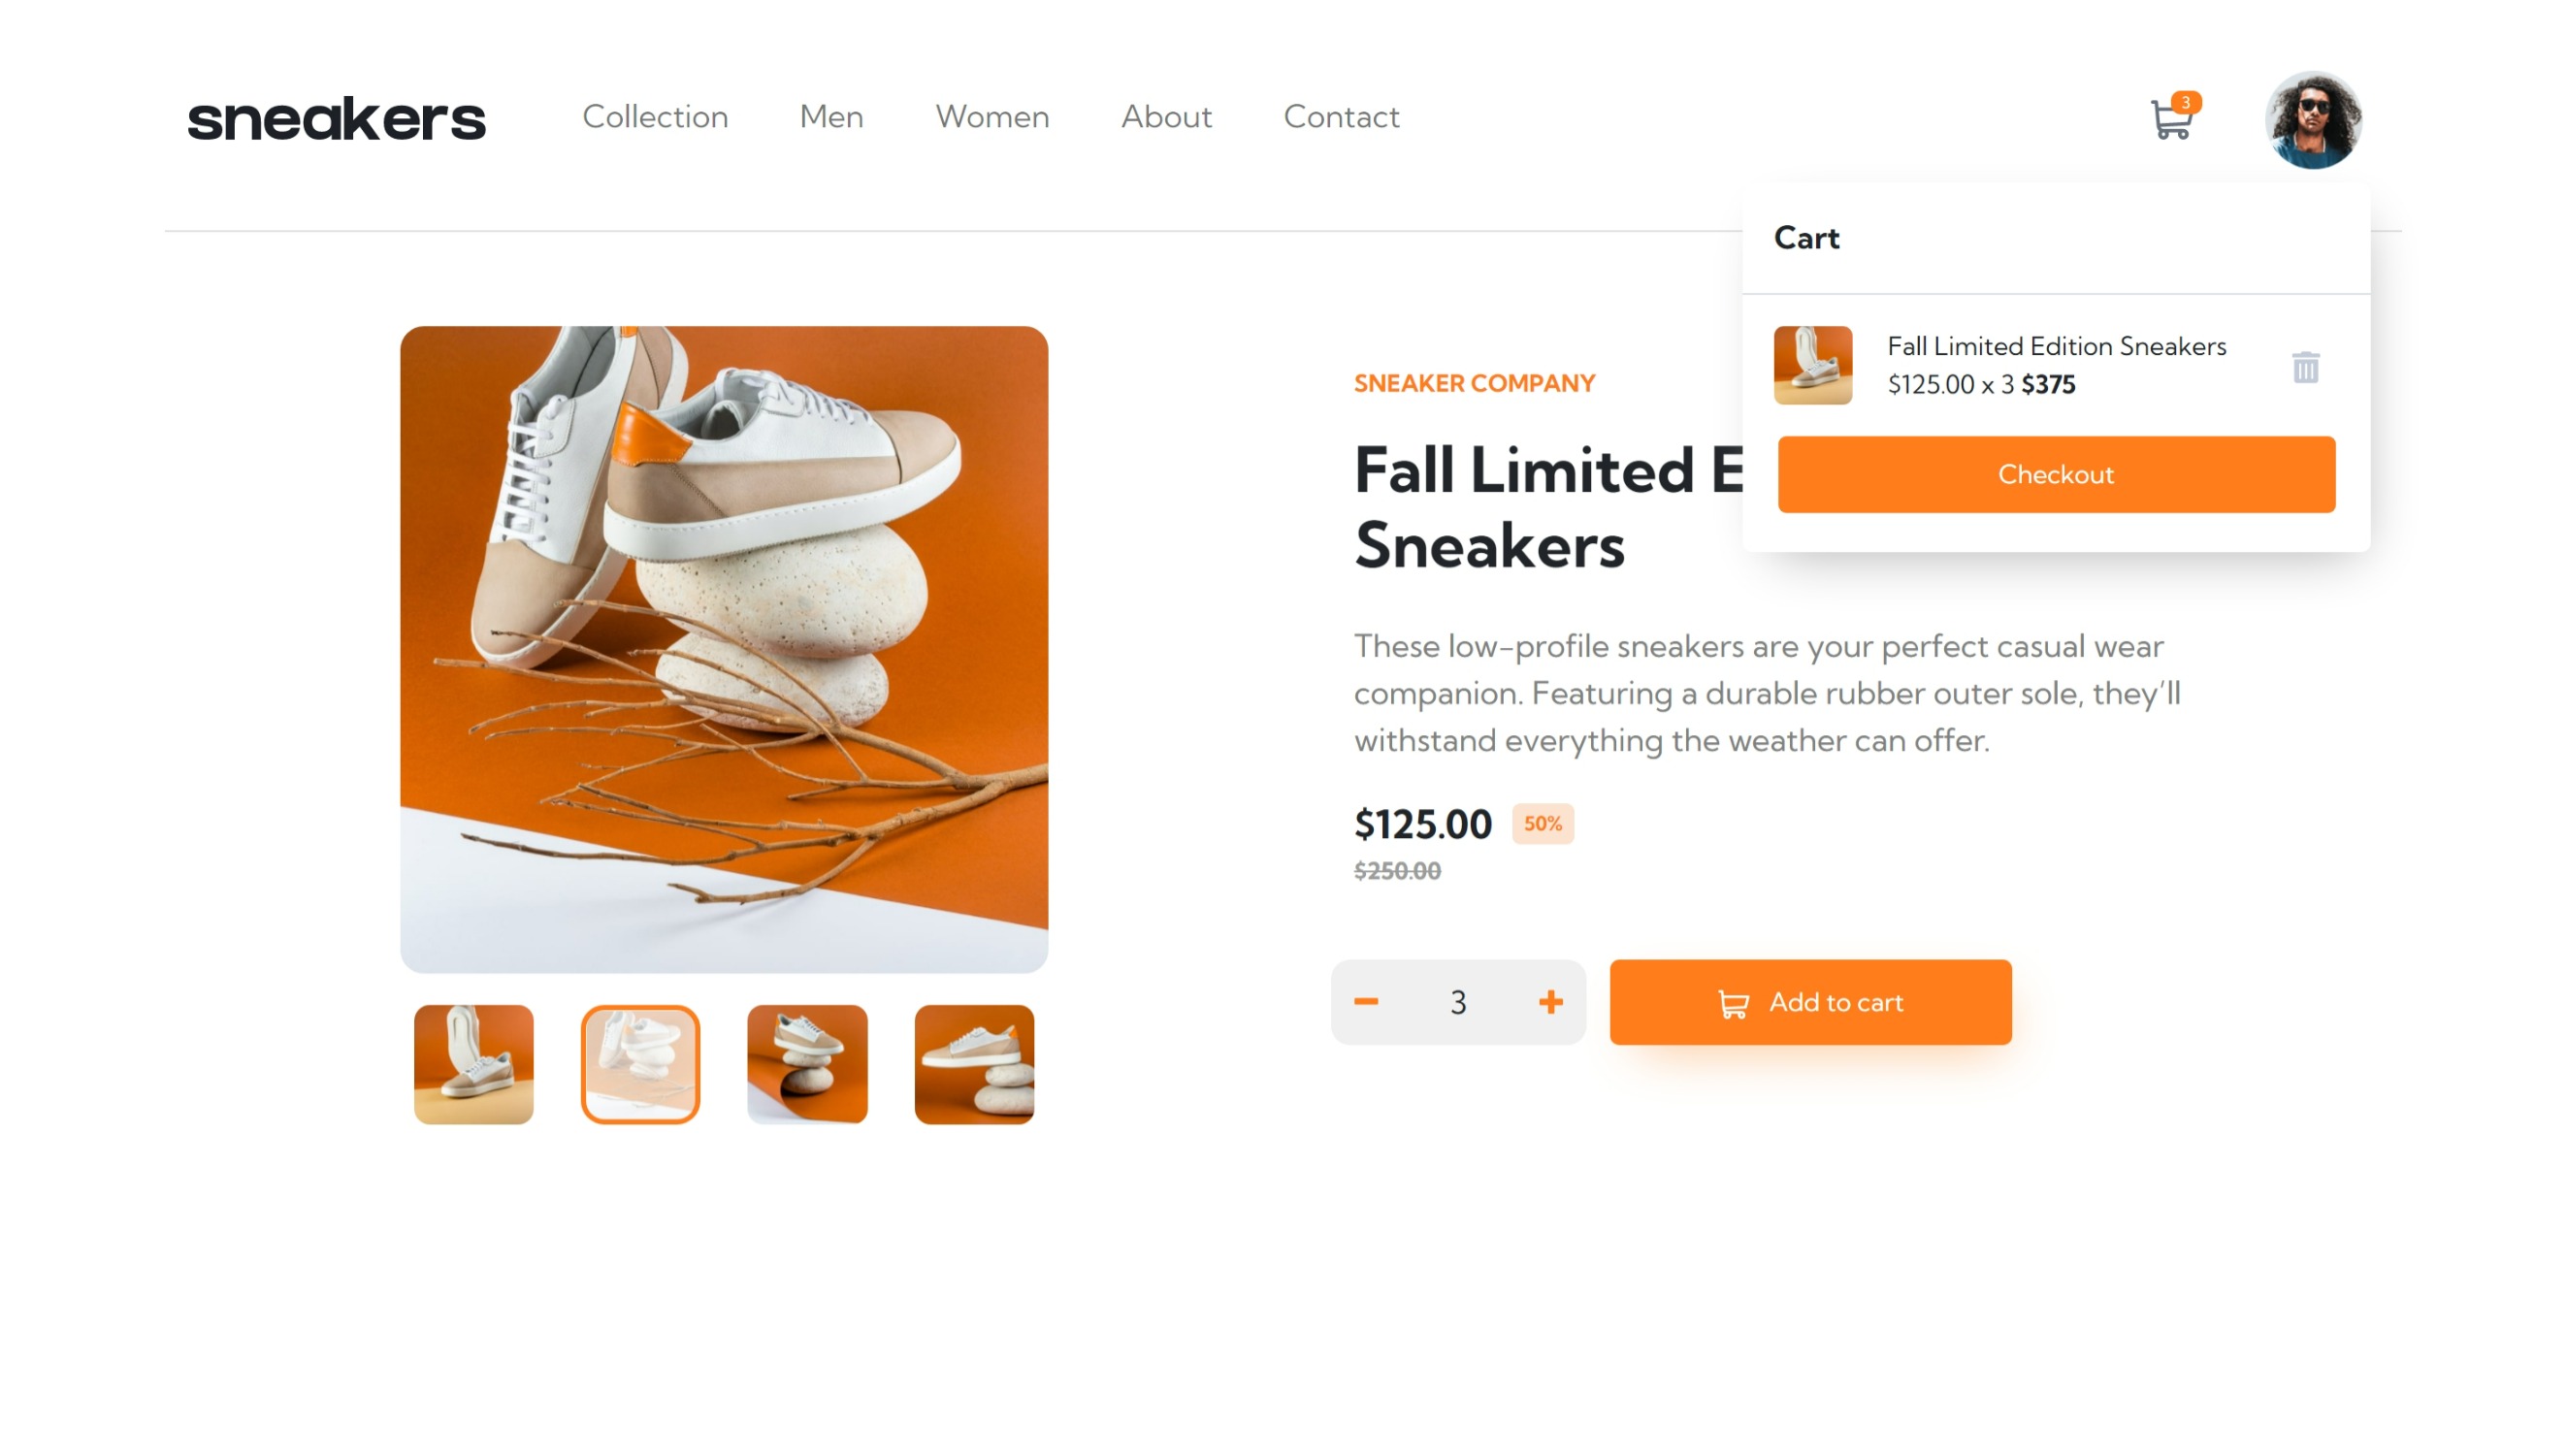 sneakers
Collection
Men
Women
About
Contact
3
Cart
Fall Limited Edition Sneakers
$125.00 x 3 $375
Checkout
SNEAKER COMPANY
Fall Limited E
Sneakers
These low-profile sneakers are your perfect casual wear
companion. Featuring a durable rubber outer sole, they’ll
withstand everything the weather can offer.
$125.00
50%
$250.00
3
Add to cart